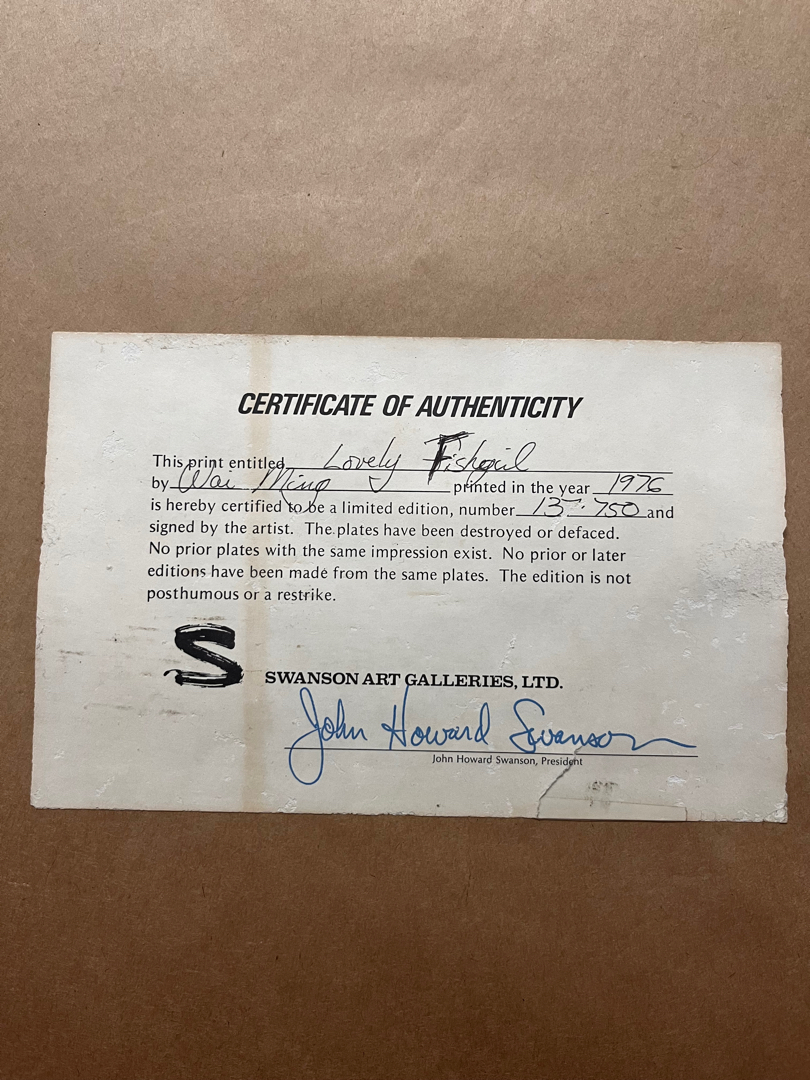 CERTIFICATE OF AUTHENTICITY
This print entitled Lovely Fishgirl
by Wai Ming printed in the year 1976
is hereby certified to be a limited edition, number 750 and
signed by the artist. The plates have been destroyed or defaced.
No prior plates with the same impression exist. No prior or later
editions have been made from the same plates. The edition is not
posthumous or a restrike.
S
SWANSON ART GALLERIES, LTD.
John Howard Swanson
John Howard Swanson, President